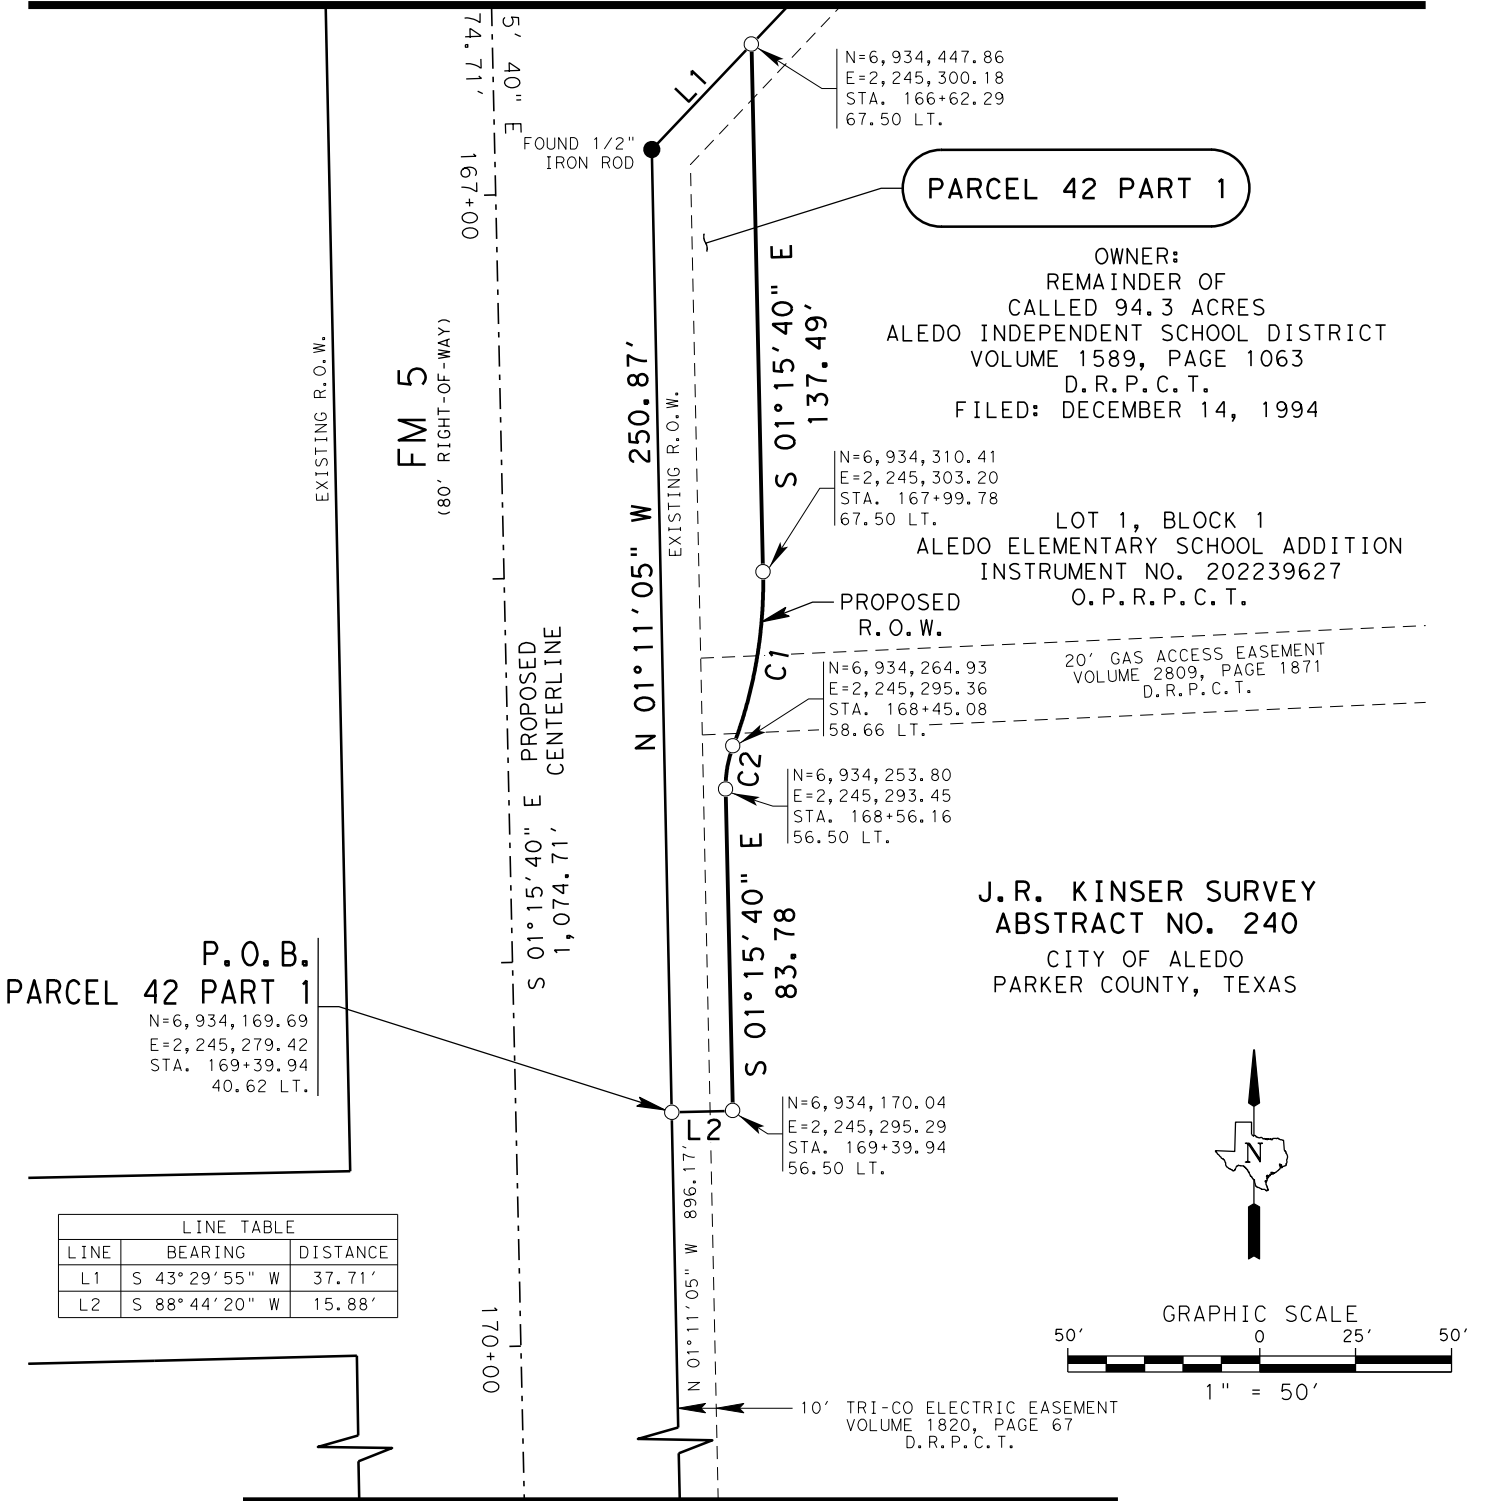 5' 40" E
74.71'
167+00
L1
FOUND 1/2"
IRON ROD
N=6,934,447.86
E=2,245,300.18
STA. 166+62.29
67.50 LT.
PARCEL 42 PART 1
OWNER:
REMAINDER OF
CALLED 94.3 ACRES
ALEDO INDEPENDENT SCHOOL DISTRICT
VOLUME 1589, PAGE 1063
D.R.P.C.T.
FILED: DECEMBER 14, 1994
EXISTING R.O.W.
FM 5
(80' RIGHT-OF-WAY)
N 01°11'05" W 250.87'
EXISTING R.O.W.
S 01°15'40" E
137.49'
N=6,934,310.41
E=2,245,303.20
STA. 167+99.78
67.50 LT.
LOT 1, BLOCK 1
ALEDO ELEMENTARY SCHOOL ADDITION
INSTRUMENT NO. 202239627
O.P.R.P.C.T.
PROPOSED
R.O.W.
C1
N=6,934,264.93
E=2,245,295.36
STA. 168+45.08
58.66 LT.
20' GAS ACCESS EASEMENT
VOLUME 2809, PAGE 1871
D.R.P.C.T.
S 01°15'40" E PROPOSED
1,074.71' CENTERLINE
C2
N=6,934,253.80
E=2,245,293.45
STA. 168+56.16
56.50 LT.
S 01°15'40" E
83.78
J.R. KINSER SURVEY
ABSTRACT NO. 240
CITY OF ALEDO
PARKER COUNTY, TEXAS
P.O.B.
PARCEL 42 PART 1
N=6,934,169.69
E=2,245,279.42
STA. 169+39.94
40.62 LT.
L2
N=6,934,170.04
E=2,245,295.29
STA. 169+39.94
56.50 LT.
N
N 01°11'05" W 896.17'
LINE TABLE
LINE BEARING DISTANCE
L1 S 43°29'55" W 37.71'
L2 S 88°44'20" W 15.88'
170+00
GRAPHIC SCALE
50' 0 25' 50'
1" = 50'
10' TRI-CO ELECTRIC EASEMENT
VOLUME 1820, PAGE 67
D.R.P.C.T.